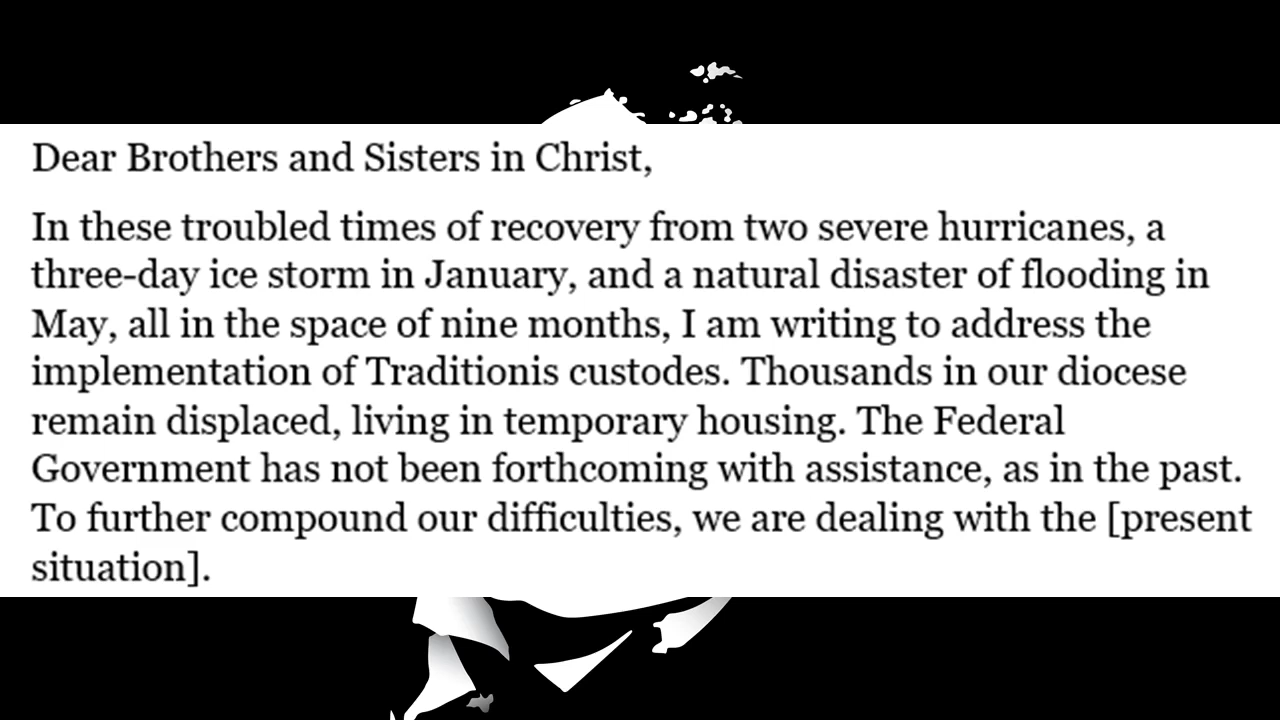 Dear Brothers and Sisters in Christ,
In these troubled times of recovery from two severe hurricanes, a
three-day ice storm in January, and a natural disaster of flooding in
May, all in the space of nine months, I am writing to address the
implementation of Traditionis custodes. Thousands in our diocese
remain displaced, living in temporary housing. The Federal
Government has not been forthcoming with assistance, as in the past.
To further compound our difficulties, we are dealing with the [present
situation].